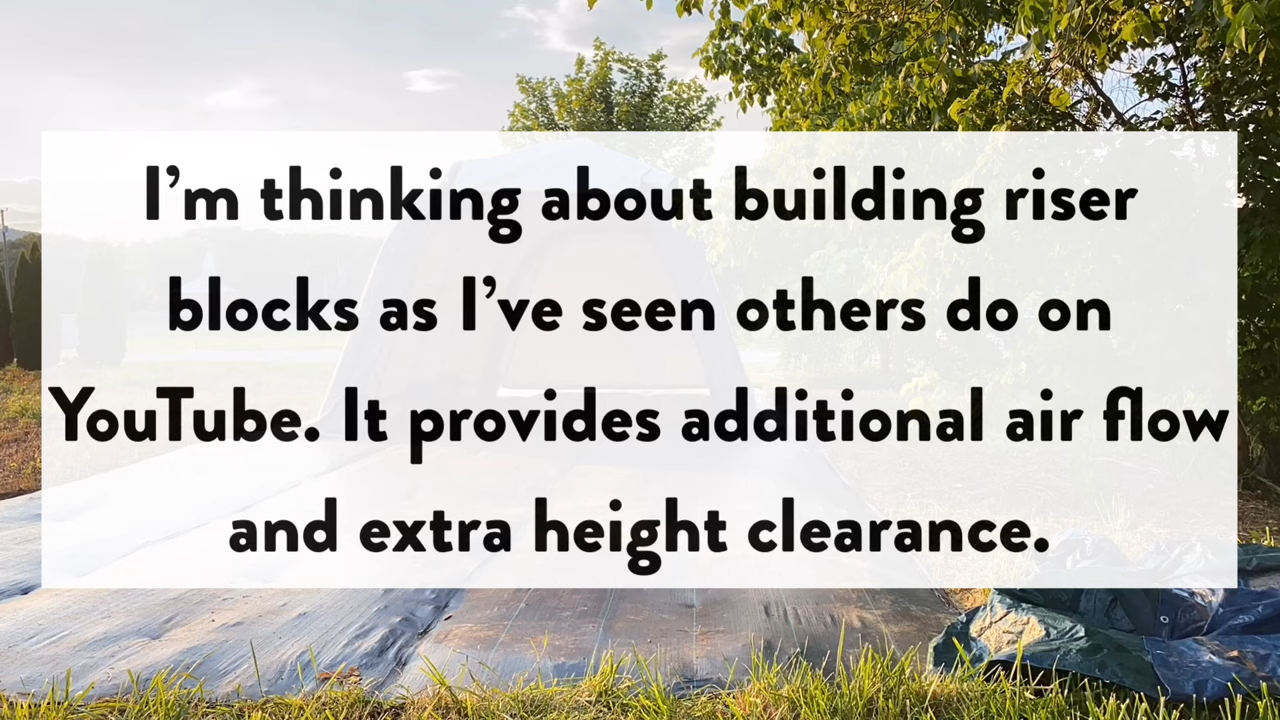 I’m thinking about building riser
blocks as I’ve seen others do on
YouTube. It provides additional air flow
and extra height clearance.